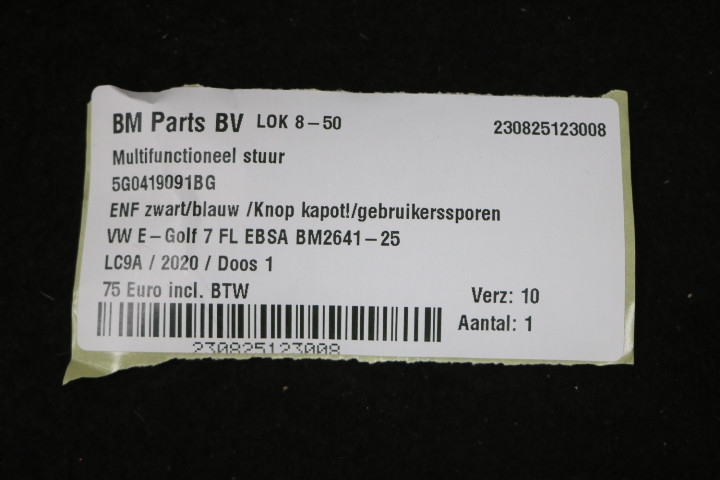 BM Parts BV LOK 8-50 230825123008
Multifunctioneel stuur
5G0419091BG
ENF zwart/blauw /Knop kapot!/gebruikerssporen
VW E-Golf 7 FL EBSA BM2641-25
LC9A / 2020 / Doos 1
75 Euro incl. BTW Verz: 10
Aantal: 1
230825123008